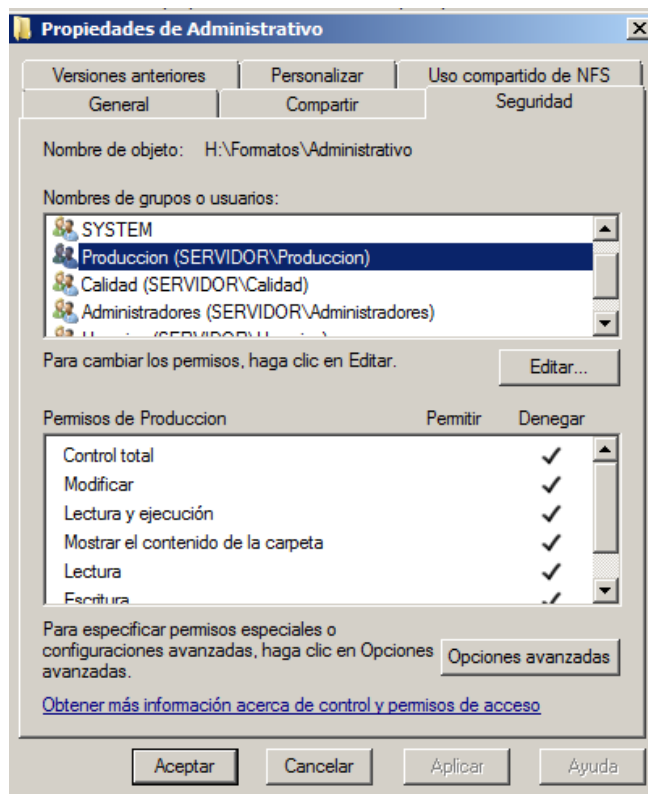 Propiedades de Administrativo
Versiones anteriores Personalizar Uso compartido de NFS
General Compartir Seguridad
Nombre de objeto: H:\Formatos\Administrativo
Nombres de grupos o usuarios:
SYSTEM
Produccion (SERVIDOR\Produccion)
Calidad (SERVIDOR\Calidad)
Administradores (SERVIDOR\Administradores)
Para cambiar los permisos, haga clic en Editar. Editar...
Permisos de Produccion Permitir Denegar
Control total
Modificar
Lectura y ejecución
Mostrar el contenido de la carpeta
Lectura
Escritura
Para especificar permisos especiales o
configuraciones avanzadas, haga clic en Opciones
avanzadas.
Opciones avanzadas
Obtener más información acerca de control y permisos de acceso
Aceptar Cancelar Aplicar Ayuda